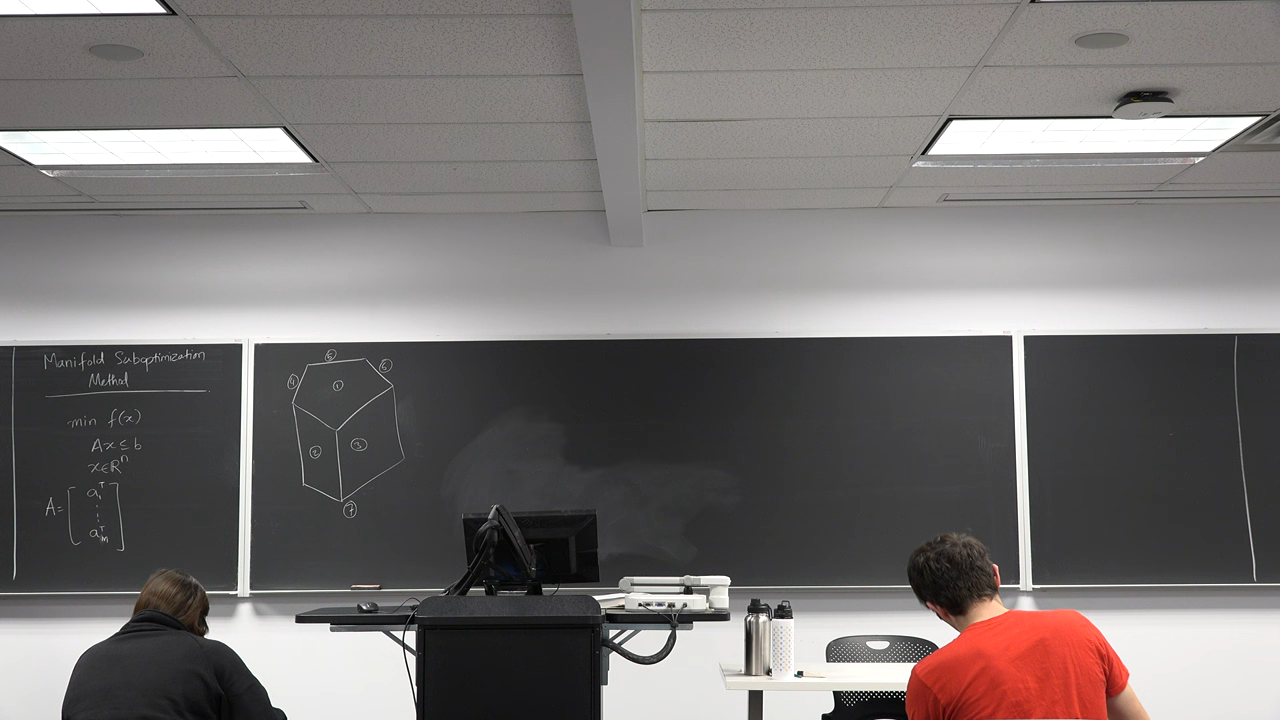 Manifold Suboptimization
Method
min f(x)
Ax ≤ b
x∈Rⁿ
A = [a₁ᵀ
⋮
aₘᵀ]
⑤
④
①
⑥
②
③
⑦